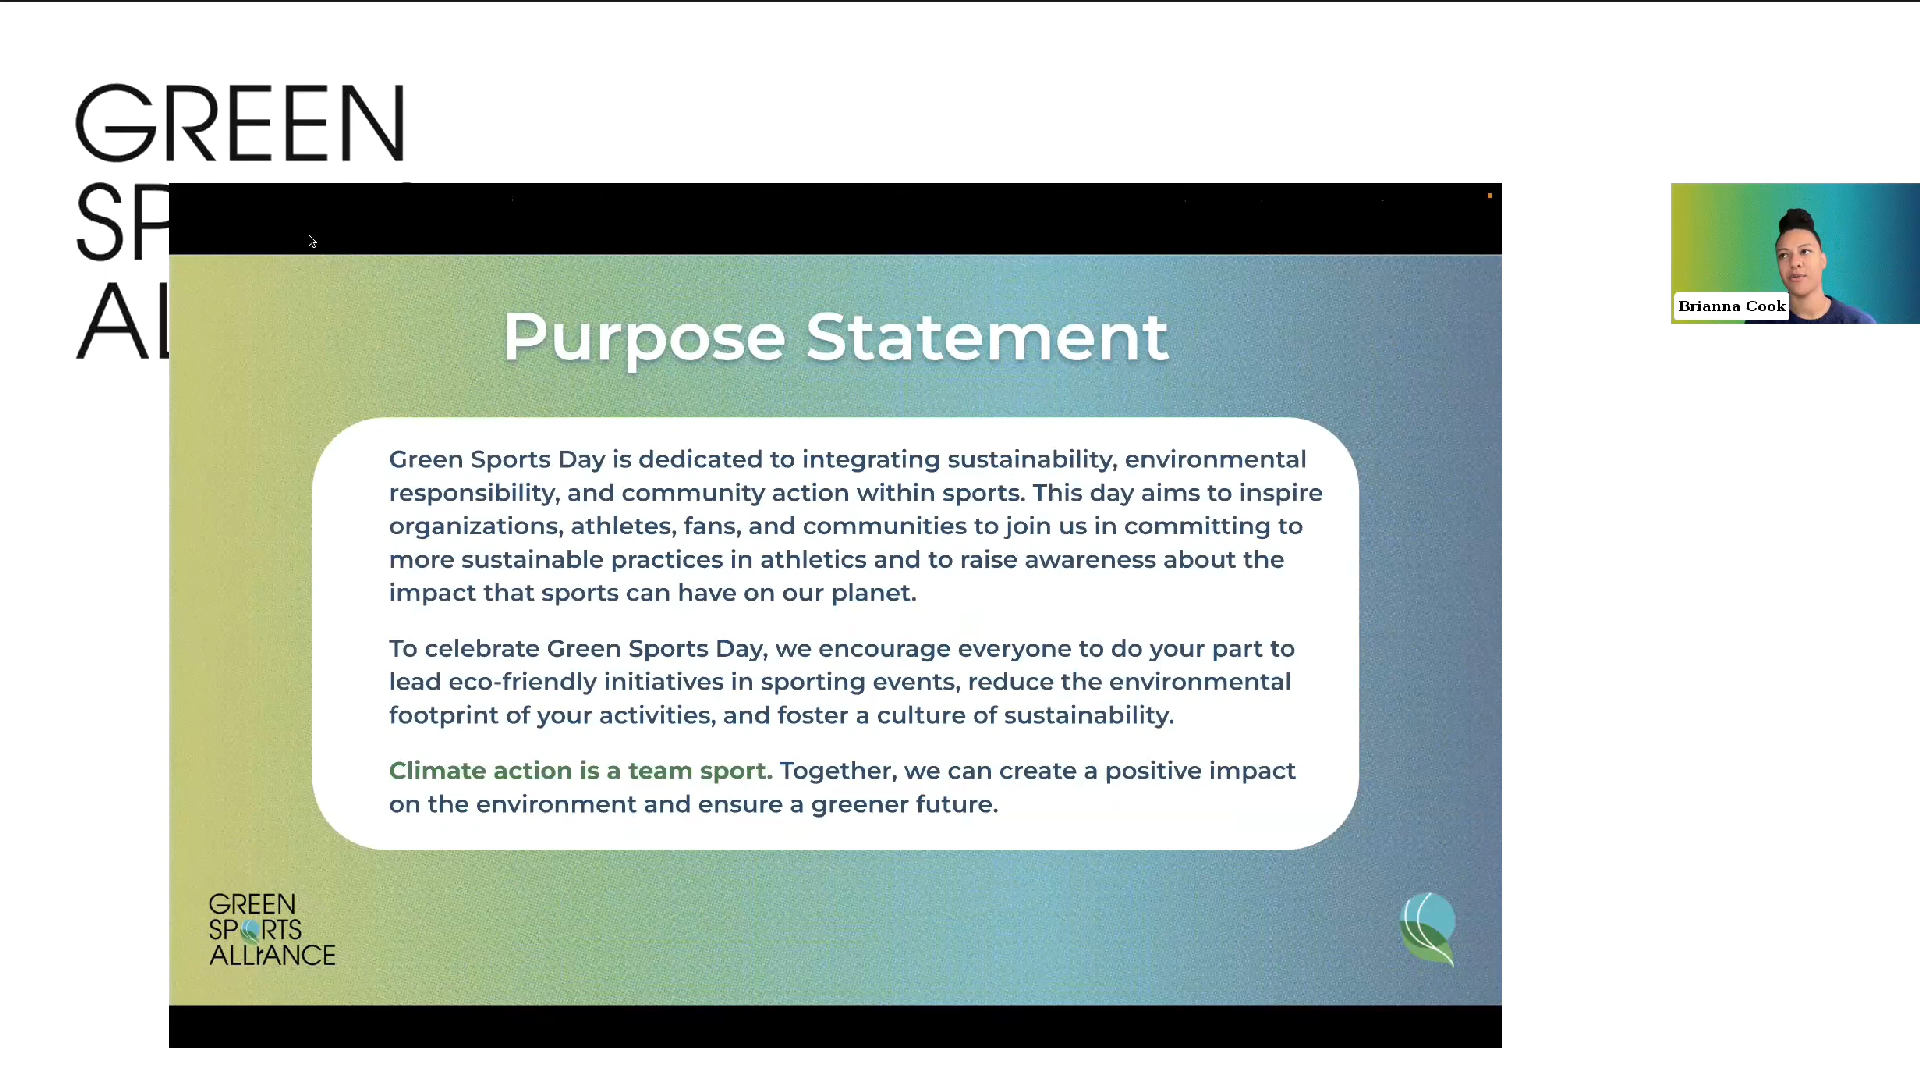 GREEN
SP
AL
Purpose Statement
Green Sports Day is dedicated to integrating sustainability, environmental
responsibility, and community action within sports. This day aims to inspire
organizations, athletes, fans, and communities to join us in committing to
more sustainable practices in athletics and to raise awareness about the
impact that sports can have on our planet.
To celebrate Green Sports Day, we encourage everyone to do your part to
lead eco-friendly initiatives in sporting events, reduce the environmental
footprint of your activities, and foster a culture of sustainability.
Climate action is a team sport. Together, we can create a positive impact
on the environment and ensure a greener future.
GREEN
SPORTS
ALLIANCE
Brianna Cook